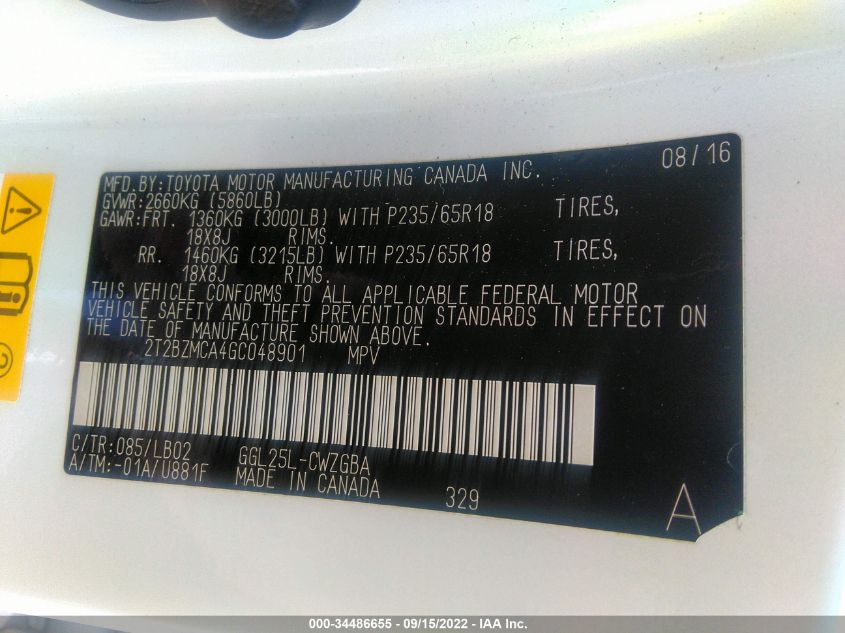 MFD. BY: TOYOTA MOTOR MANUFACTURING CANADA INC. 08/16
GVWR: 2660KG (5860LB)
GAWR: FRT. 1360KG (3000LB) WITH P235/65R18 TIRES,
18X8J RIMS.
RR. 1460KG (3215LB) WITH P235/65R18 TIRES,
18X8J RIMS.
THIS VEHICLE CONFORMS TO ALL APPLICABLE FEDERAL MOTOR
VEHICLE SAFETY AND THEFT PREVENTION STANDARDS IN EFFECT ON
THE DATE OF MANUFACTURE SHOWN ABOVE.
2T2BZMCA4GC048901 MPV
C/TR: 085/LB02 GGL25L-CWZGBA
A/TM: -01A/U881F MADE IN CANADA 329 A
000-34486655 - 09/15/2022 - IAA Inc.